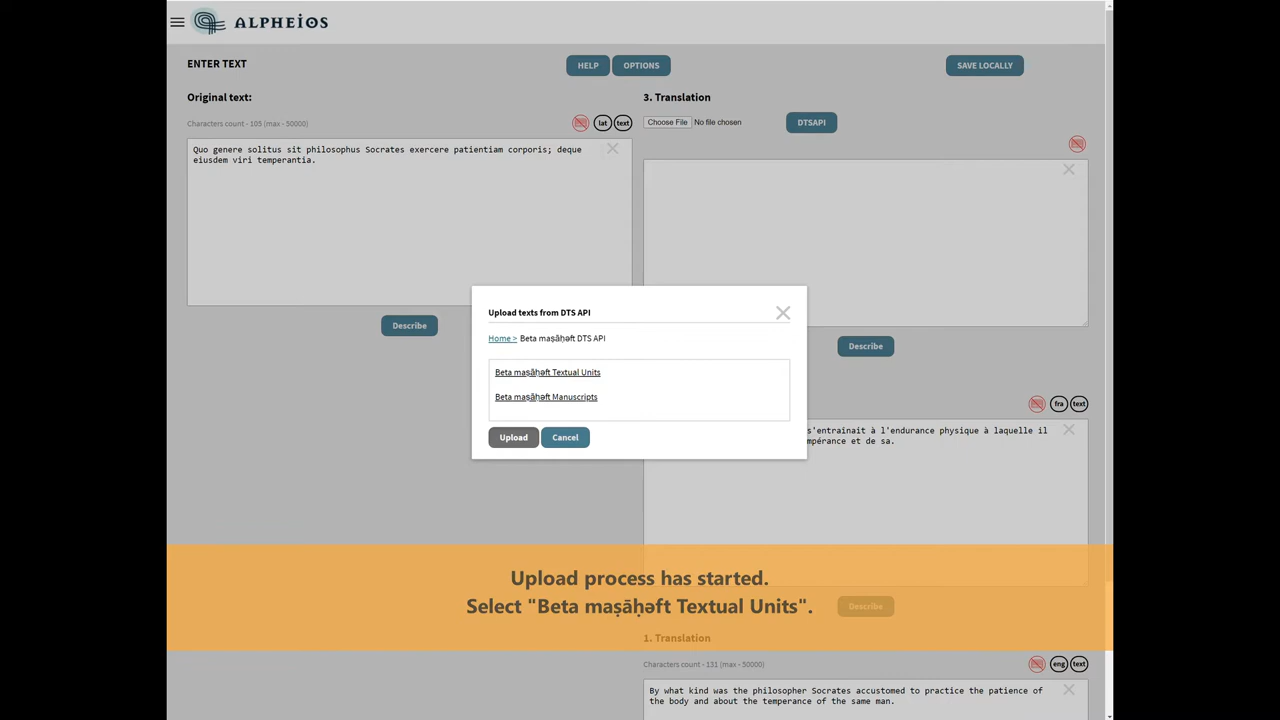 ALPHEIOS
ENTER TEXT
HELP
OPTIONS
SAVE LOCALLY
Original text:
3. Translation
Characters count - 105 (max - 50000)
lat
text
Choose File
No file chosen
DTSAPI
Quo genere solitus sit philosophus Socrates exercere patientiam corporis; deque
eiusdem viri temperantia.
Describe
Describe
Upload texts from DTS API
Home >
Beta maṣāḥǝft DTS API
Beta maṣāḥǝft Textual Units
Beta maṣāḥǝft Manuscripts
Upload
Cancel
fra
text
s'entrainait à l'endurance physique à laquelle il
mpérance et de sa.
Upload process has started.
Select "Beta maṣāḥǝft Textual Units".
Describe
1. Translation
Characters count - 131 (max - 50000)
eng
text
By what kind was the philosopher Socrates accustomed to practice the patience of
the body and about the temperance of the same man.